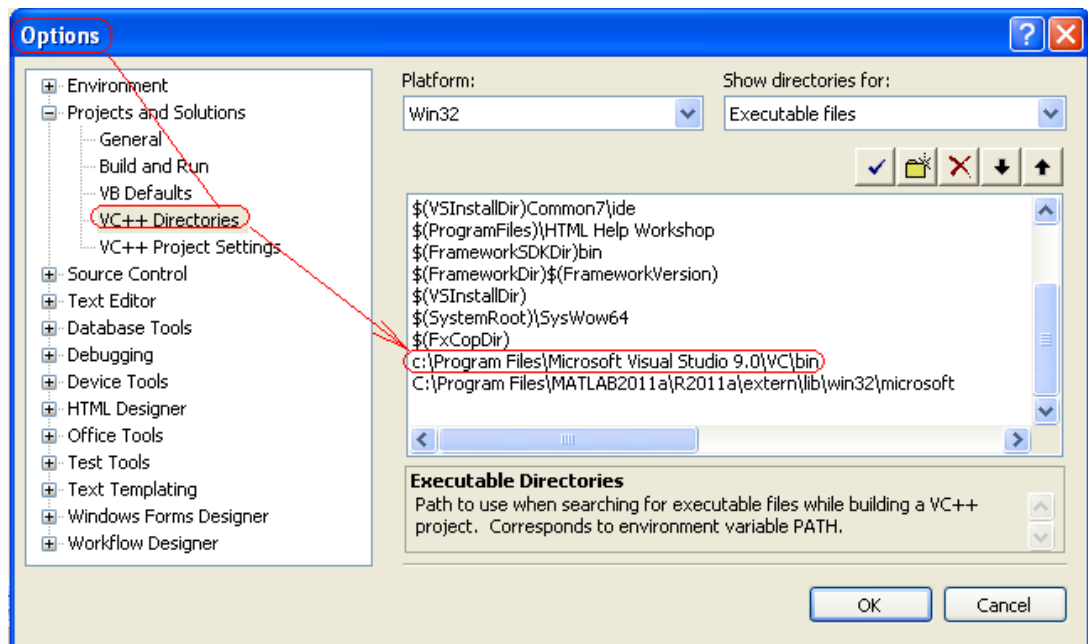 Options
Environment
Projects and Solutions
General
Build and Run
VB Defaults
VC++ Directories
VC++ Project Settings
Source Control
Text Editor
Database Tools
Debugging
Device Tools
HTML Designer
Office Tools
Test Tools
Text Templating
Windows Forms Designer
Workflow Designer
Platform:
Win32
Show directories for:
Executable files
$(VSInstallDir)Common7\ide
$(ProgramFiles)\HTML Help Workshop
$(FrameworkSDKDir)bin
$(FrameworkDir)$(FrameworkVersion)
$(VSInstallDir)
$(SystemRoot)\SysWow64
$(FxCopDir)
c:\Program Files\Microsoft Visual Studio 9.0\VC\bin
C:\Program Files\MATLAB2011a\R2011a\extern\lib\win32\microsoft
Executable Directories
Path to use when searching for executable files while building a VC++
project. Corresponds to environment variable PATH.
OK
Cancel